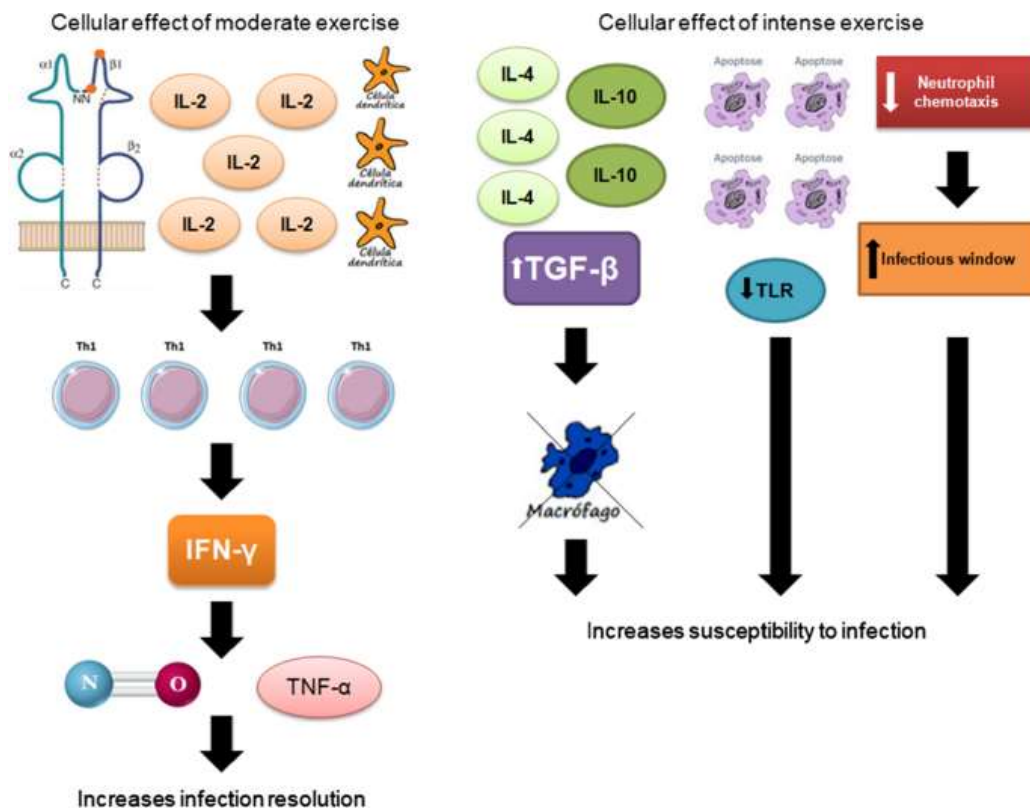 Cellular effect of moderate exercise
α1
β1
NN
α2
β2
C
C
IL-2
IL-2
IL-2
IL-2
IL-2
Célula
dendrítica
Célula
dendrítica
Célula
dendrítica
Th1
Th1
Th1
Th1
IFN-γ
N
O
TNF-α
Increases infection resolution
Cellular effect of intense exercise
IL-4
IL-4
IL-4
IL-10
IL-10
TGF-β
Macrófago
Apoptose
Apoptose
Apoptose
Apoptose
TLR
Neutrophil
chemotaxis
Infectious window
Increases susceptibility to infection